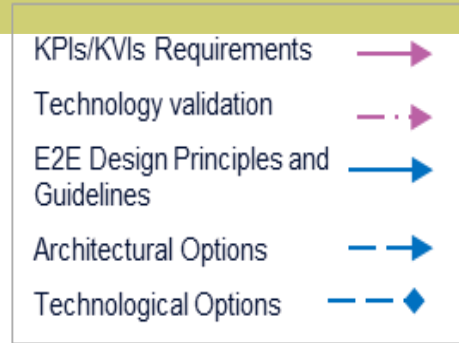 KPIs/KVIs Requirements
Technology validation
E2E Design Principles and
Guidelines
Architectural Options
Technological Options